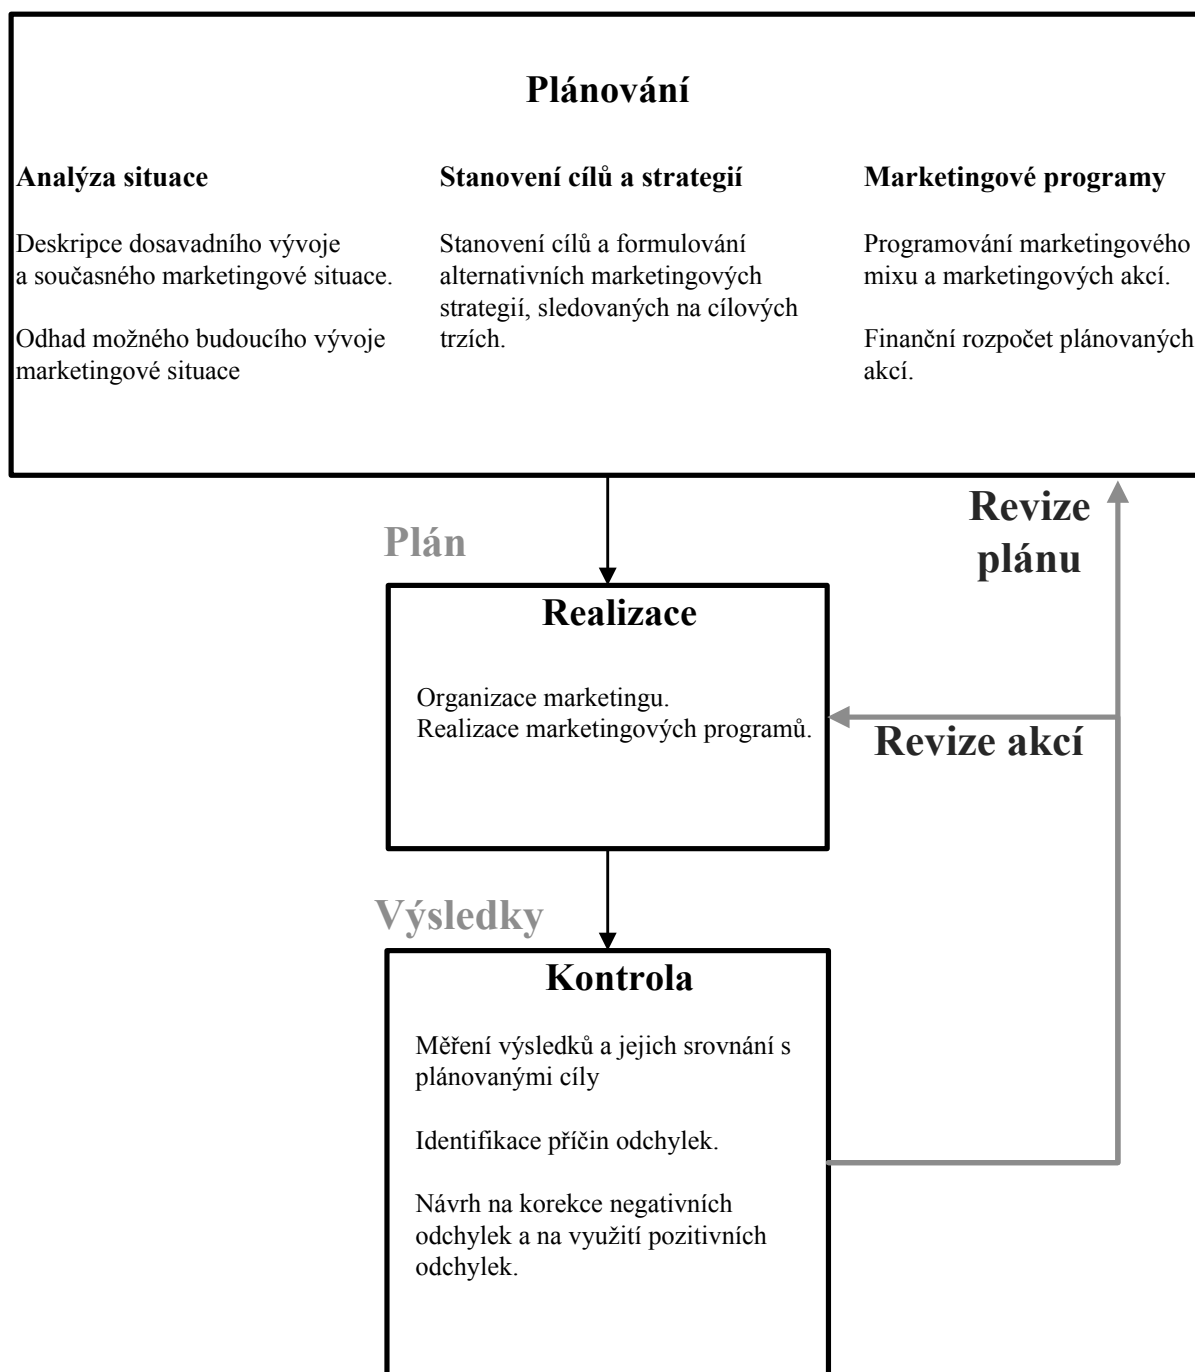 Plánování
Analýza situace
Deskripce dosavadního vývoje
a současného marketingové situace.
Odhad možného budoucího vývoje
marketingové situace
Stanovení cílů a strategií
Stanovení cílů a formulování
alternativních marketingových
strategií, sledovaných na cílových
trzích.
Marketingové programy
Programování marketingového
mixu a marketingových akcí.
Finanční rozpočet plánovaných
akcí.
Plán
Revize
plánu
Realizace
Organizace marketingu.
Realizace marketingových programů.
Revize akcí
Výsledky
Kontrola
Měření výsledků a jejich srovnání s
plánovanými cíly
Identifikace příčin odchylek.
Návrh na korekce negativních
odchylek a na využití pozitivních
odchylek.